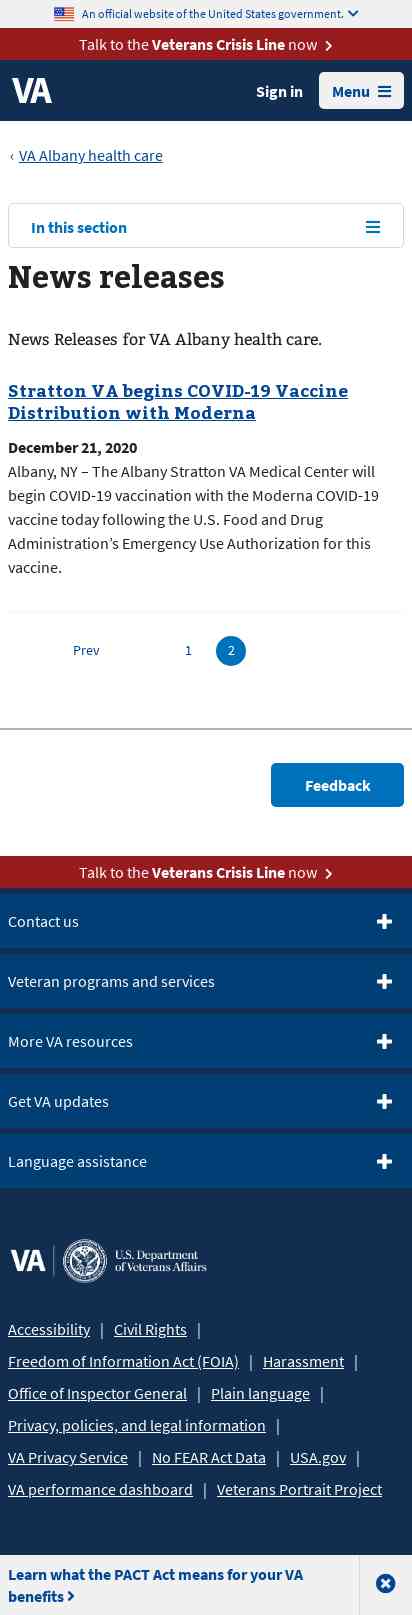 An official website of the United States government.
Talk to the Veterans Crisis Line now
VA
Sign in
Menu
‹ VA Albany health care
In this section
News releases
News Releases for VA Albany health care.
Stratton VA begins COVID-19 Vaccine
Distribution with Moderna
December 21, 2020
Albany, NY – The Albany Stratton VA Medical Center will
begin COVID-19 vaccination with the Moderna COVID-19
vaccine today following the U.S. Food and Drug
Administration’s Emergency Use Authorization for this
vaccine.
Prev 1 2
Feedback
Talk to the Veterans Crisis Line now
Contact us
Veteran programs and services
More VA resources
Get VA updates
Language assistance
VA | U.S. Department
of Veterans Affairs
Accessibility | Civil Rights |
Freedom of Information Act (FOIA) | Harassment |
Office of Inspector General | Plain language |
Privacy, policies, and legal information |
VA Privacy Service | No FEAR Act Data | USA.gov |
VA performance dashboard | Veterans Portrait Project
Learn what the PACT Act means for your VA
benefits